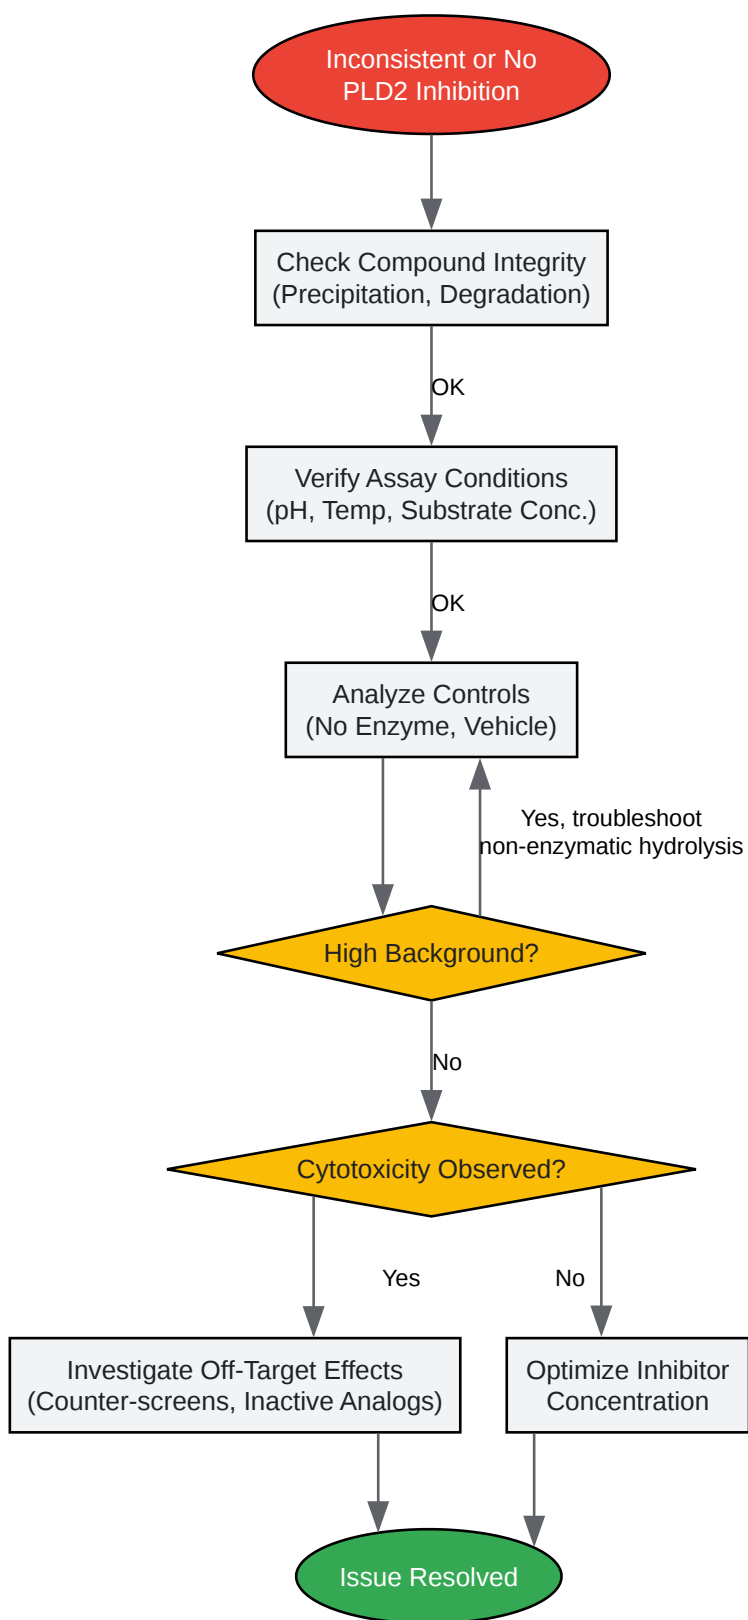 Inconsistent or No
PLD2 Inhibition
Check Compound Integrity
(Precipitation, Degradation)
OK
Verify Assay Conditions
(pH, Temp, Substrate Conc.)
OK
Analyze Controls
(No Enzyme, Vehicle)
Yes, troubleshoot
non-enzymatic hydrolysis
High Background?
No
Cytotoxicity Observed?
Yes
No
Investigate Off-Target Effects
(Counter-screens, Inactive Analogs)
Optimize Inhibitor
Concentration
Issue Resolved